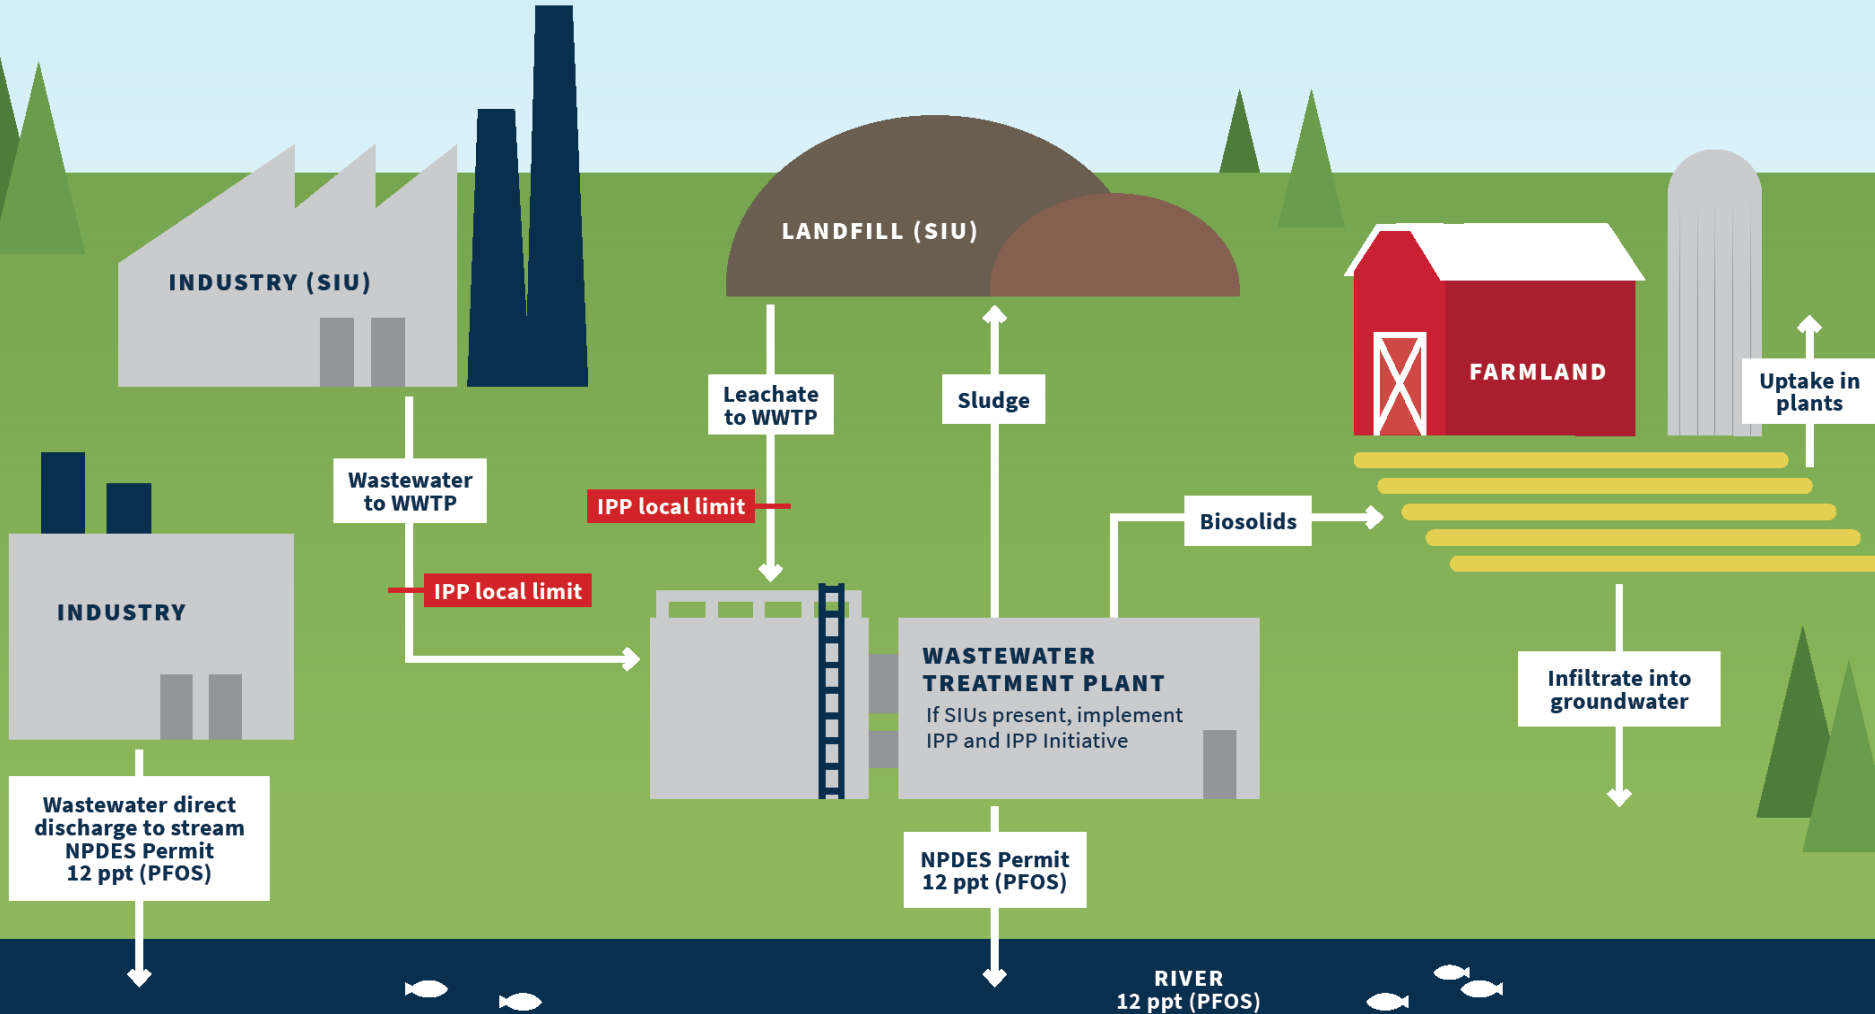 LANDFILL (SIU)
INDUSTRY (SIU)
FARMLAND
Uptake in
plants
Leachate
to WWTP
Sludge
Wastewater
to WWTP
IPP local limit
Biosolids
IPP local limit
INDUSTRY
WASTEWATER
TREATMENT PLANT
If SIUs present, implement
IPP and IPP Initiative
Infiltrate into
groundwater
Wastewater direct
discharge to stream
NPDES Permit
12 ppt (PFOS)
NPDES Permit
12 ppt (PFOS)
RIVER
12 ppt (PFOS)